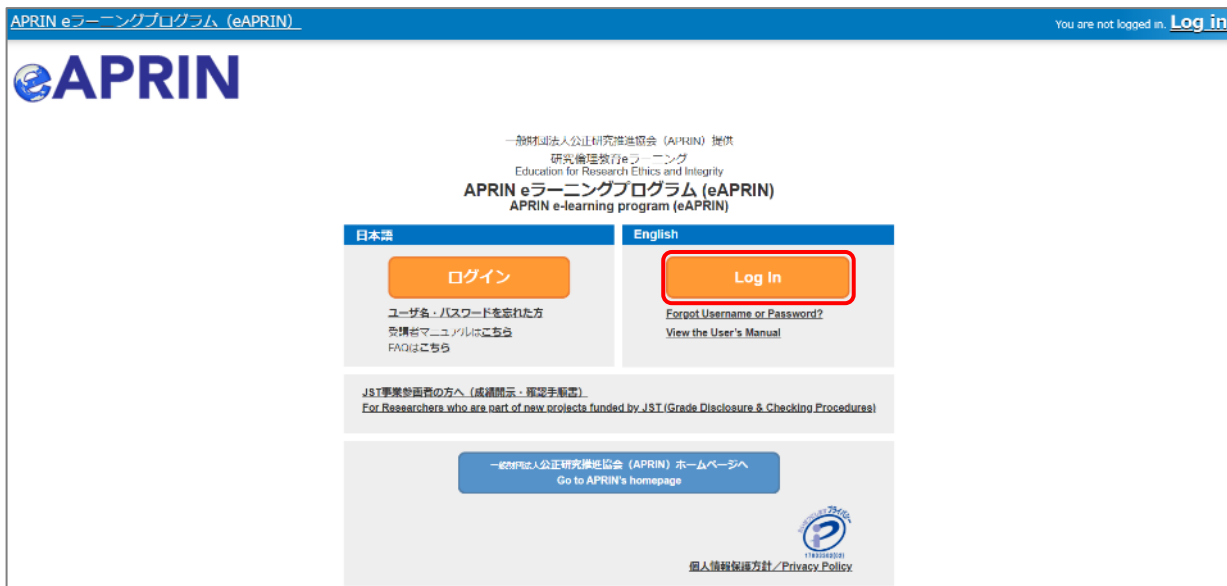 APRIN eラーニングプログラム（eAPRIN）
You are not logged in. Log in
eAPRIN
一般財団法人公正研究推進協会（APRIN）提供
研究倫理教育eラーニング
Education for Research Ethics and Integrity
APRIN eラーニングプログラム (eAPRIN)
APRIN e-learning program (eAPRIN)
日本語
ログイン
ユーザ名・パスワードを忘れた方
受講者マニュアルはこちら
FAQはこちら
English
Log In
Forgot Username or Password?
View the User's Manual
JST事業参画者の方へ（成績開示・確認手順書）
For Researchers who are part of new projects funded by JST (Grade Disclosure & Checking Procedures)
一般財団法人公正研究推進協会（APRIN）ホームページへ
Go to APRIN's homepage
プライバシー
個人情報保護方針／Privacy Policy